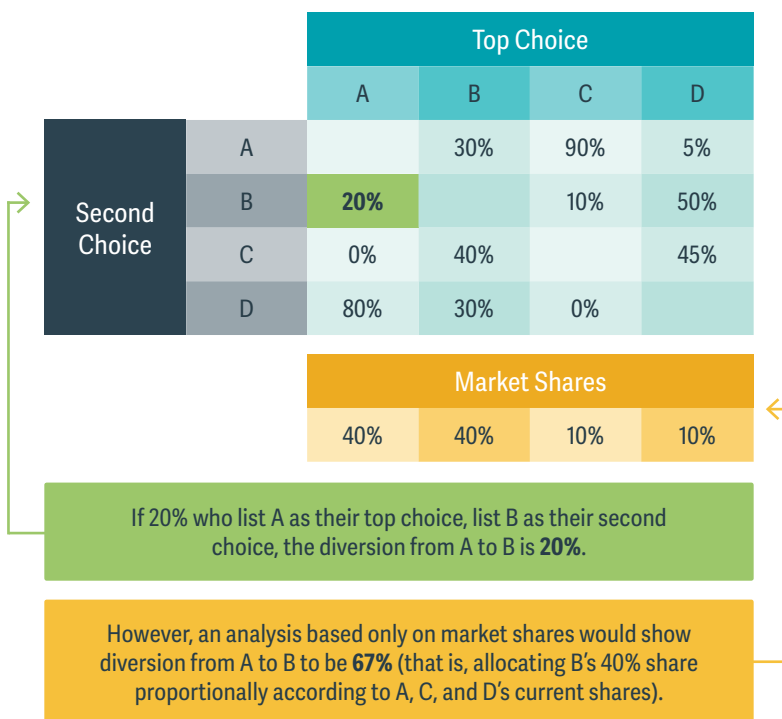 Top Choice
A B C D
Second
Choice
A 30% 90% 5%
B 20% 10% 50%
C 0% 40% 45%
D 80% 30% 0%
Market Shares
40% 40% 10% 10%
If 20% who list A as their top choice, list B as their second
choice, the diversion from A to B is 20%.
However, an analysis based only on market shares would show
diversion from A to B to be 67% (that is, allocating B's 40% share
proportionally according to A, C, and D's current shares).